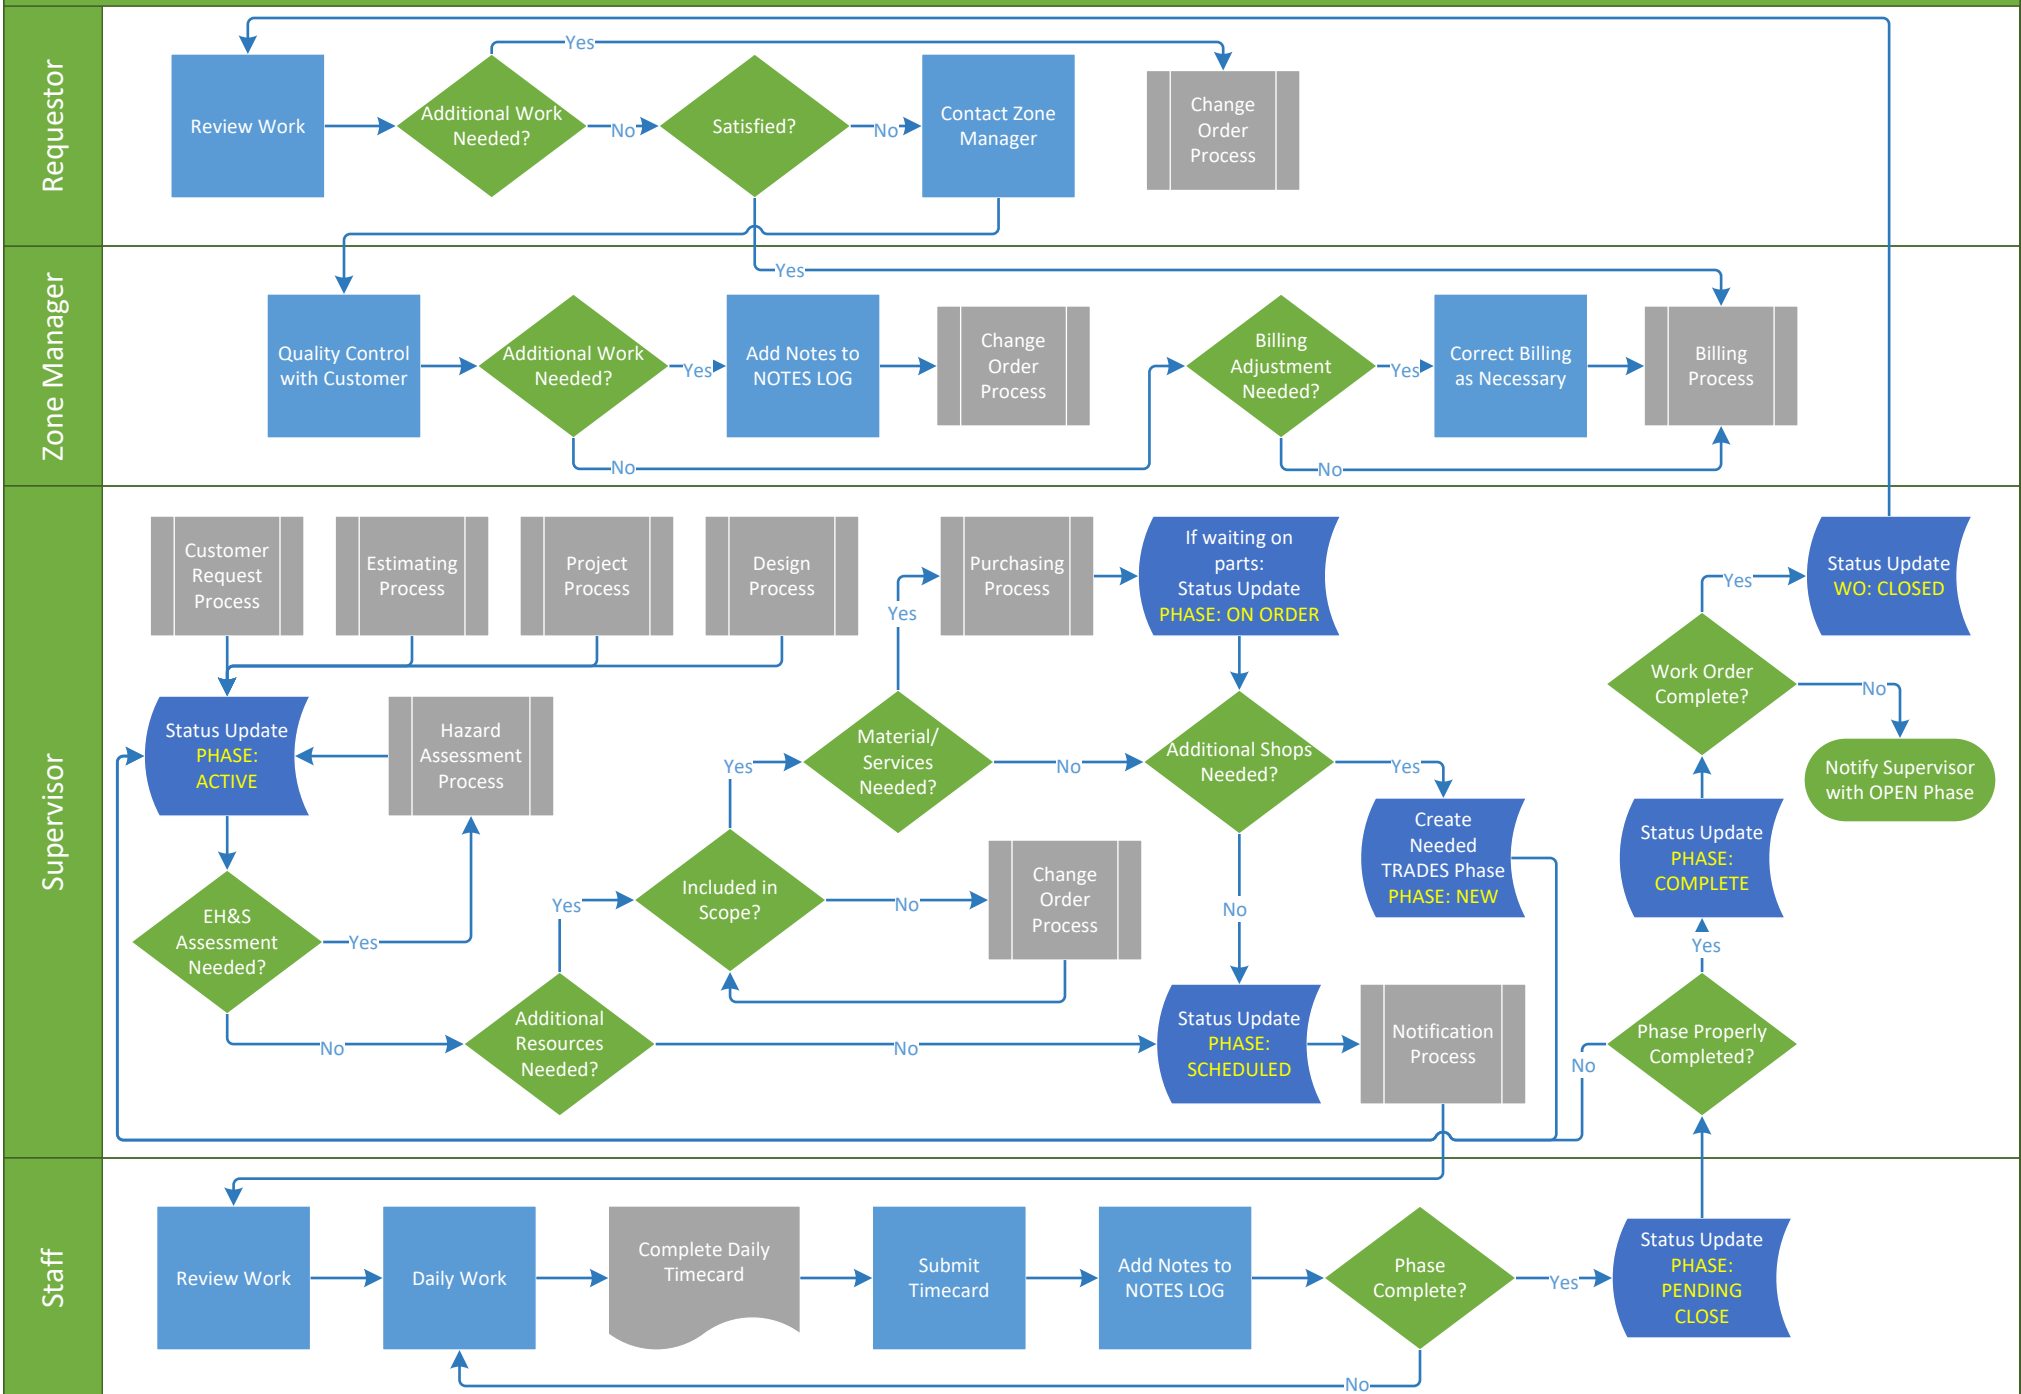 Requestor
Yes
Review Work
Additional Work
Needed?
No
Satisfied?
No
Contact Zone
Manager
Change
Order
Process
Zone Manager
Yes
Quality Control
with Customer
Additional Work
Needed?
Yes
Add Notes to
NOTES LOG
Change
Order
Process
Billing
Adjustment
Needed?
Yes
Correct Billing
as Necessary
Billing
Process
No
No
Supervisor
Customer
Request
Process
Estimating
Process
Project
Process
Design
Process
Yes
Purchasing
Process
If waiting on
parts:
Status Update
PHASE: ON ORDER
Yes
Status Update
WO: CLOSED
Status Update
PHASE:
ACTIVE
Hazard
Assessment
Process
Yes
Material/
Services
Needed?
No
Additional Shops
Needed?
Yes
Work Order
Complete?
No
Notify Supervisor
with OPEN Phase
Create
Needed
TRADES Phase
PHASE: NEW
Status Update
PHASE:
COMPLETE
EH&S
Assessment
Needed?
Yes
Yes
Included in
Scope?
No
Change
Order
Process
No
Yes
No
Additional
Resources
Needed?
No
Status Update
PHASE:
SCHEDULED
Notification
Process
No
Phase Properly
Completed?
Staff
Review Work
Daily Work
Complete Daily
Timecard
Submit
Timecard
Add Notes to
NOTES LOG
Phase
Complete?
Yes
Status Update
PHASE:
PENDING
CLOSE
No